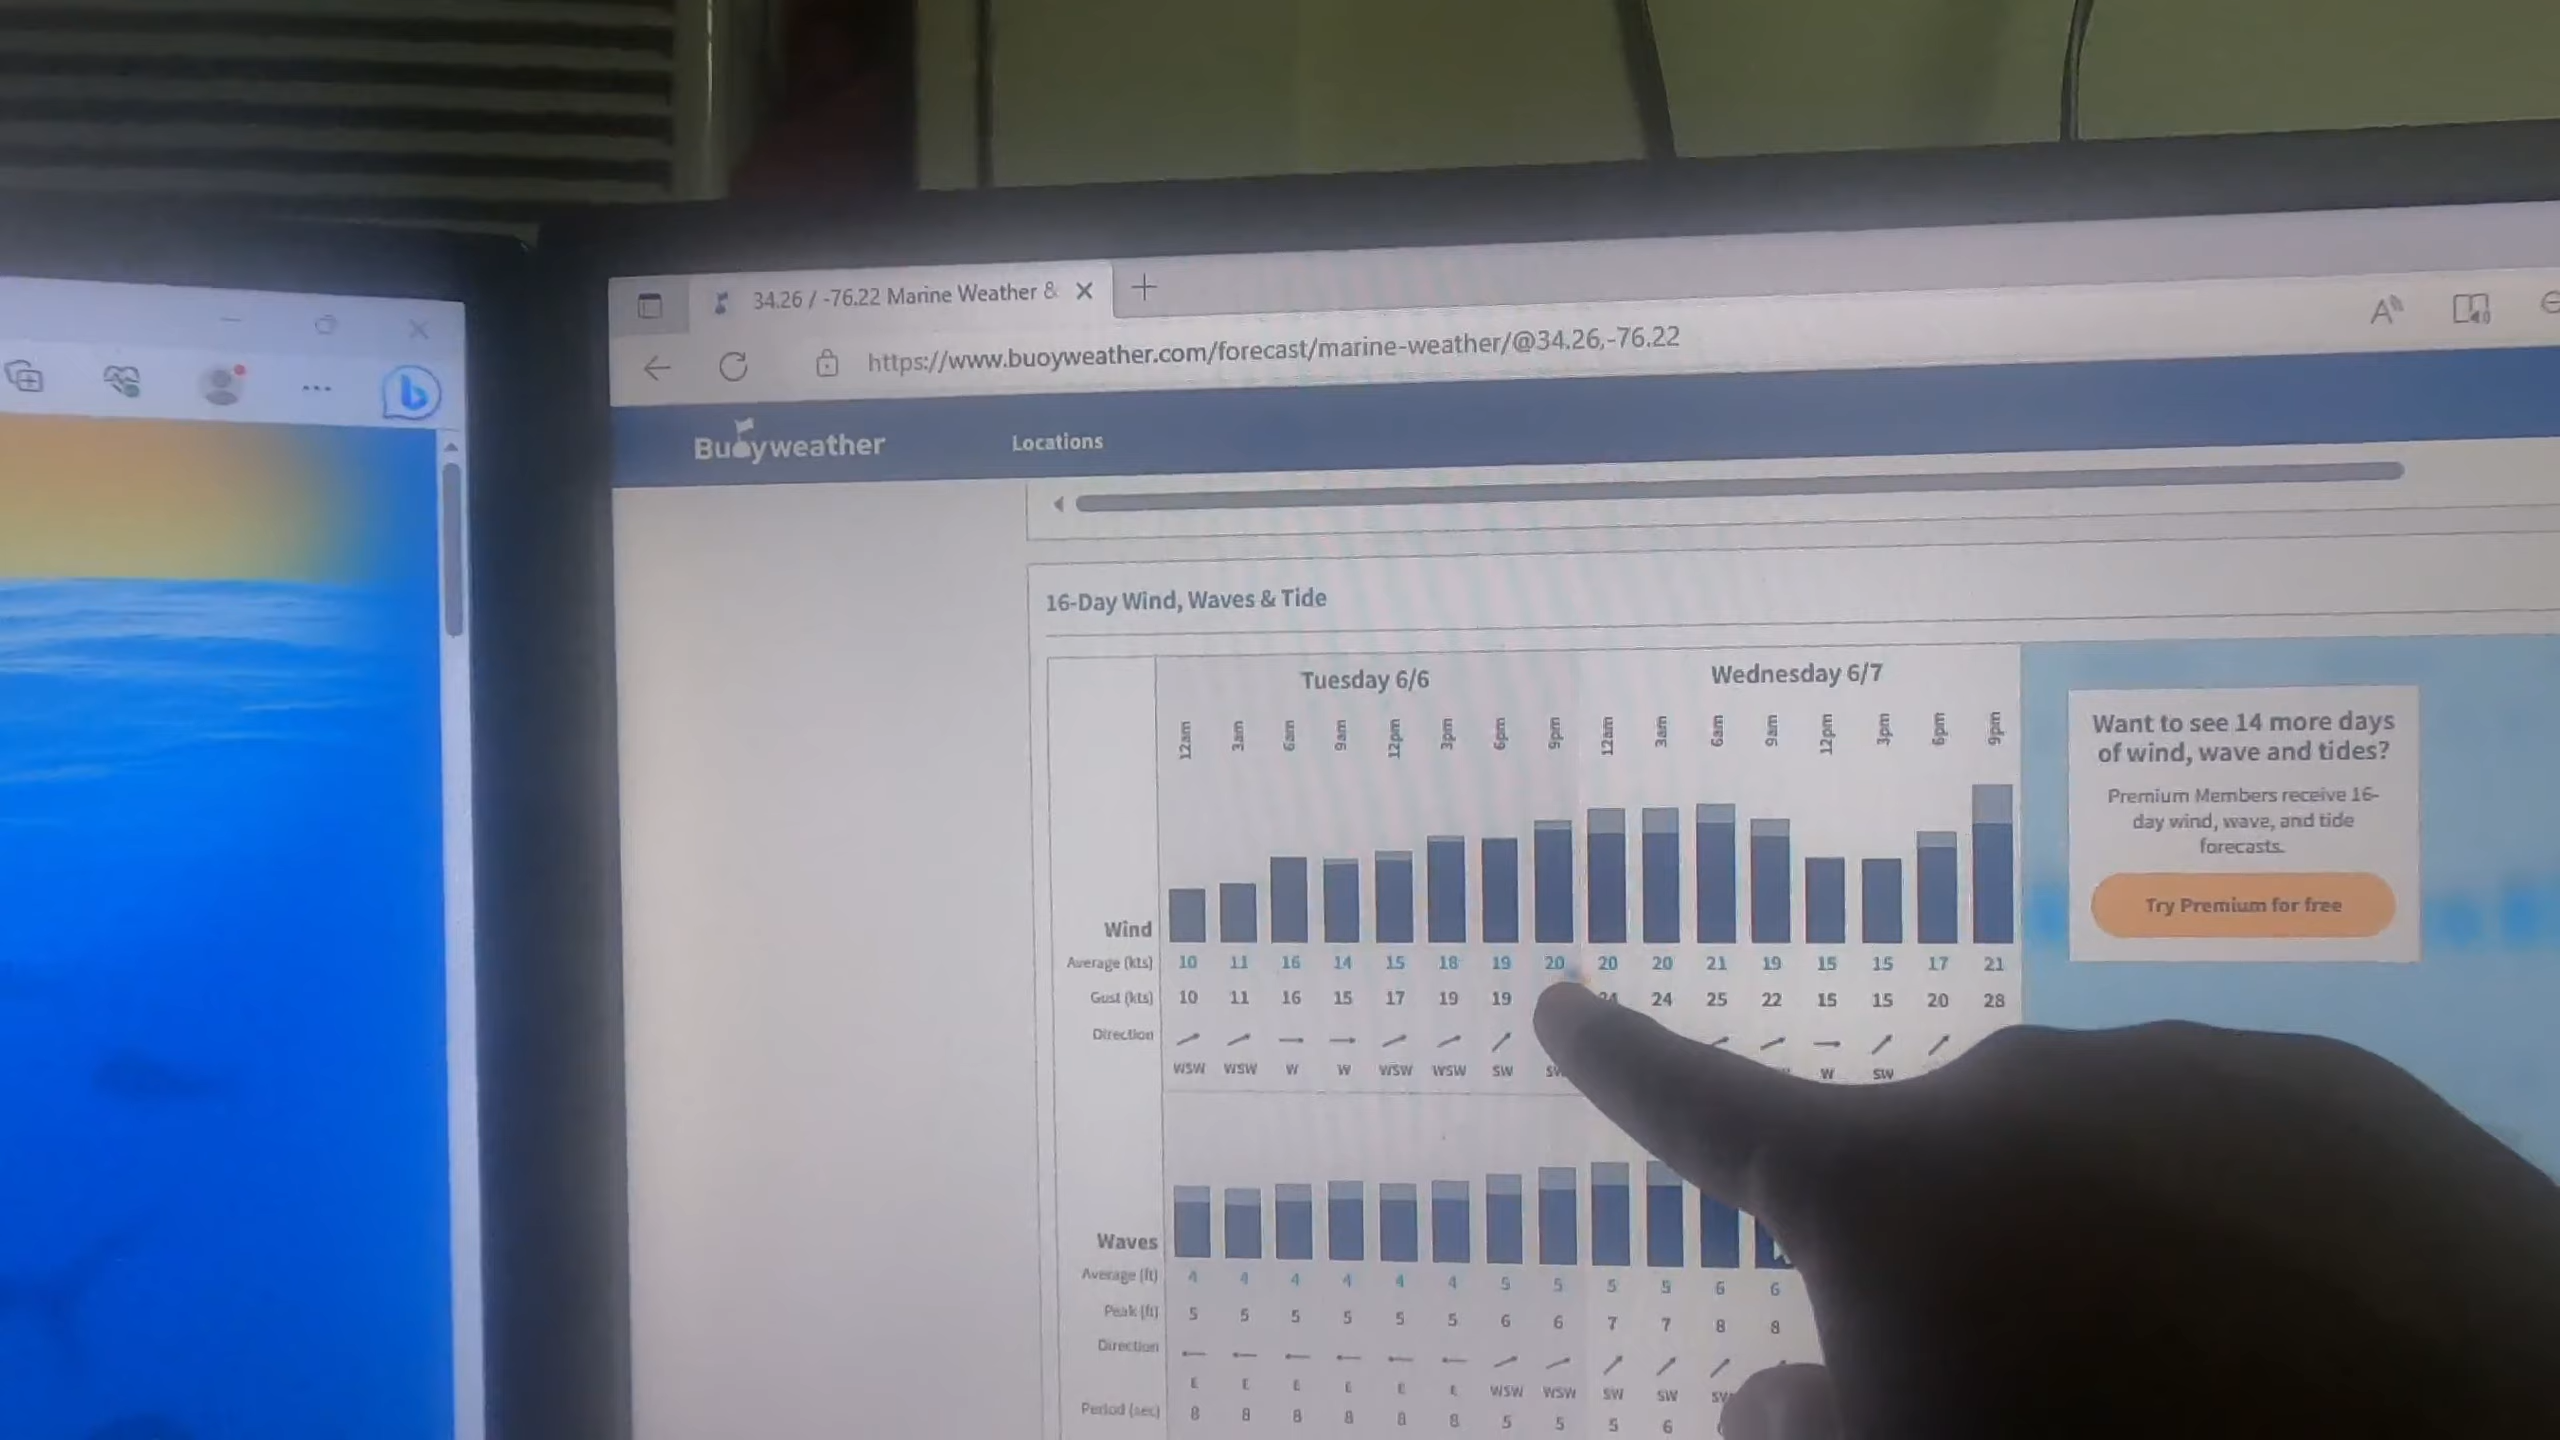 34.26 / -76.22 Marine Weather &
https://www.buoyweather.com/forecast/marine-weather/@34.26,-76.22
Buoyweather Locations
16-Day Wind, Waves & Tide
Tuesday 6/6 Wednesday 6/7
12am 3am 6am 9am 12pm 3pm 6pm 9pm 12am 3am 6am 9am 12pm 3pm 6pm 9pm
Wind
Average (kts) 10 11 16 14 15 18 19 20 20 20 21 19 15 15 17 21
Gust (kts) 10 11 16 15 17 19 19 24 24 25 22 15 15 20 28
Direction
WSW WSW W W WSW WSW SW W SW
Waves
Average (ft) 4 4 4 4 4 4 5 5 5 5 6 6
Peak (ft) 5 5 5 5 5 5 6 6 7 7 8 8
Direction
E E E E E E WSW WSW SW SW
Period (sec) 8 8 8 8 8 8 5 5 5 6
Want to see 14 more days
of wind, wave and tides?
Premium Members receive 16-
day wind, wave, and tide
forecasts.
Try Premium for free